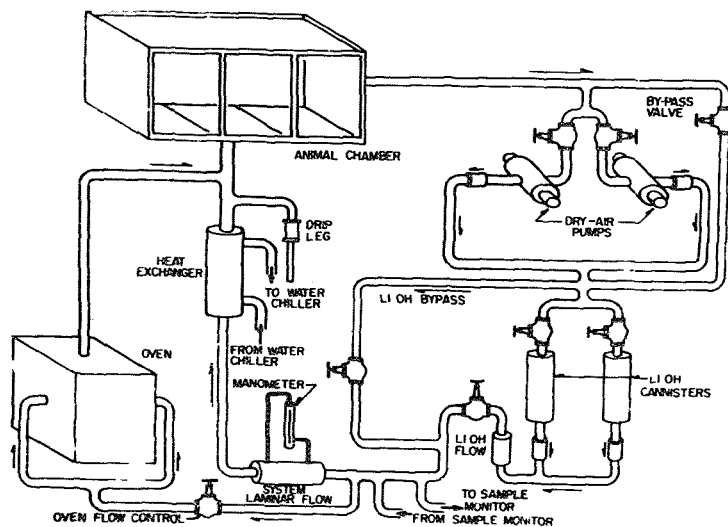 BY-PASS
VALVE
ANIMAL CHAMBER
DRY-AIR
PUMPS
DRIP
LEG
HEAT
EXCHANGER
TO WATER
CHILLER
LI OH BYPASS
FROM WATER
CHILLER
OVEN
MANOMETER
LI OH
CANNISTERS
LI OH
FLOW
SYSTEM
LAMINAR FLOW
TO SAMPLE
MONITOR
FROM SAMPLE MONITOR
OVEN FLOW CONTROL